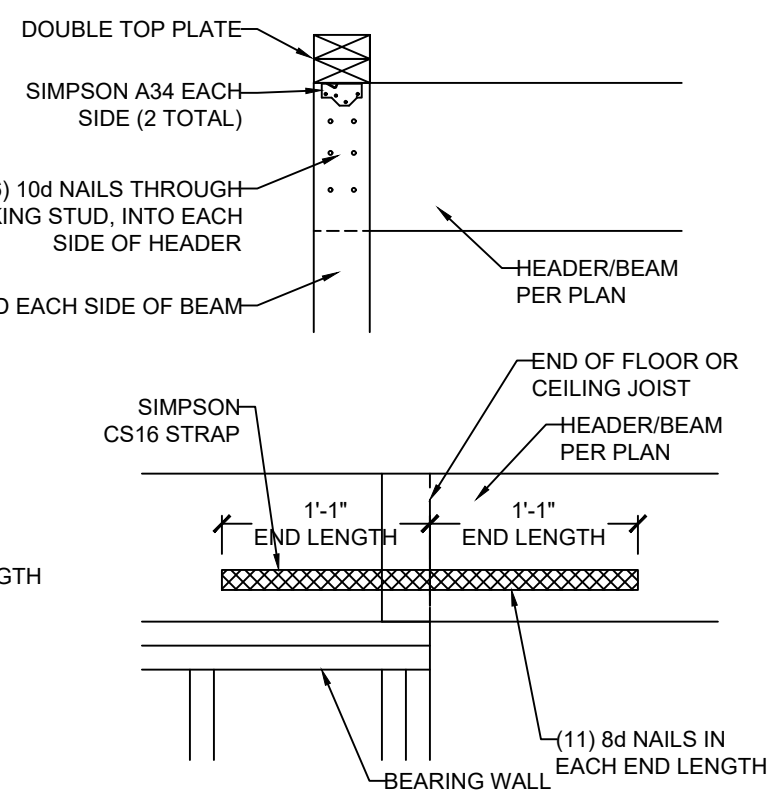 DOUBLE TOP PLATE
SIMPSON A34 EACH
SIDE (2 TOTAL)
10d NAILS THROUGH
STUD, INTO EACH
SIDE OF HEADER
EACH SIDE OF BEAM
HEADER/BEAM
PER PLAN
END OF FLOOR OR
CEILING JOIST
SIMPSON
CS16 STRAP
HEADER/BEAM
PER PLAN
1'-1"
END LENGTH
1'-1"
END LENGTH
(11) 8d NAILS IN
EACH END LENGTH
BEARING WALL